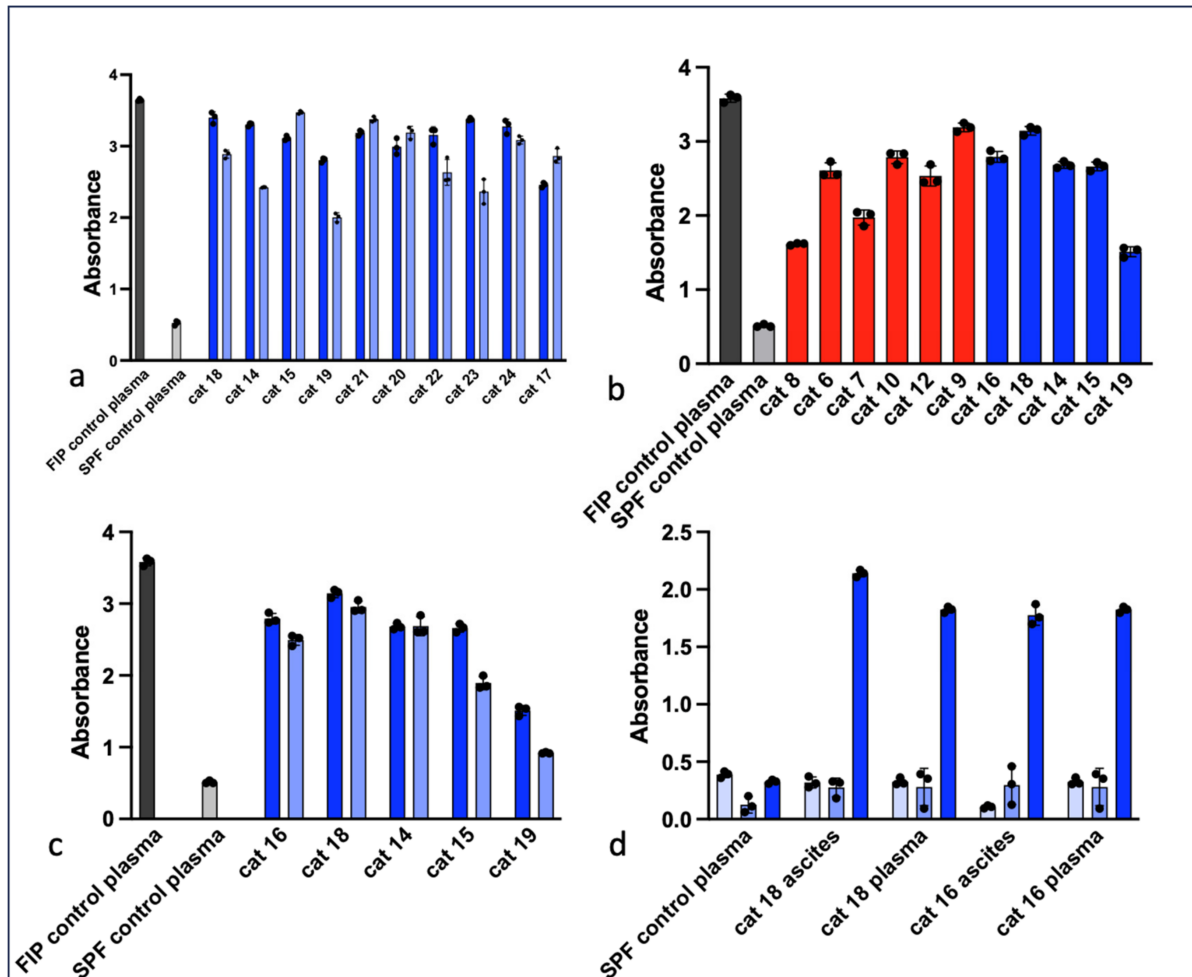 4
3
2
1
0
Absorbance
a
FIP control plasma
SPF control plasma
cat 18
cat 14
cat 15
cat 19
cat 21
cat 20
cat 22
cat 23
cat 24
cat 17
4
3
2
1
0
Absorbance
b
FIP control plasma
SPF control plasma
cat 8
cat 6
cat 7
cat 10
cat 12
cat 9
cat 16
cat 18
cat 14
cat 15
cat 19
4
3
2
1
0
Absorbance
c
FIP control plasma
SPF control plasma
cat 16
cat 18
cat 14
cat 15
cat 19
2.5
2.0
1.5
1.0
0.5
0.0
Absorbance
d
SPF control plasma
cat 18 ascites
cat 18 plasma
cat 16 ascites
cat 16 plasma